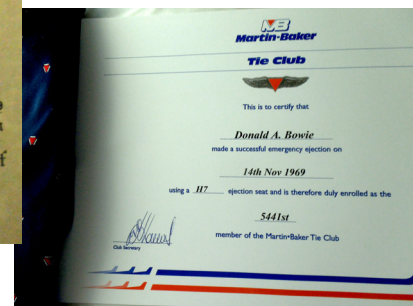 MB
Martin-Baker
Tie Club
This is to certify that
Donald A. Bowie
made a successful emergency ejection on
14th Nov 1969
using a H7 ejection seat and is therefore duly enrolled as the
5441st
member of the Martin•Baker Tie Club
Club Secretary